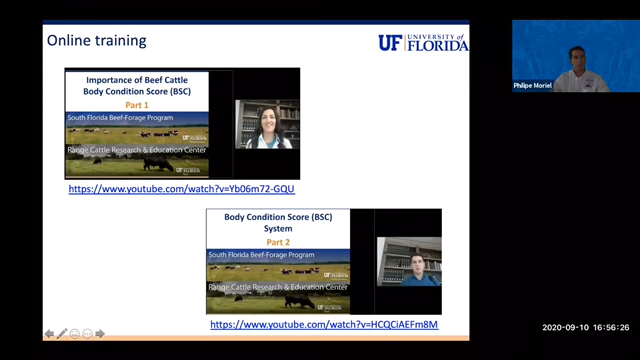 Online training
UF UNIVERSITY of
FLORIDA
Philipe Moriel
Importance of Beef Cattle
Body Condition Score (BSC)
Part 1
South Florida Beef-Forage Program
Range Cattle Research & Education Center
https://www.youtube.com/watch?v=Yb06m72-GQU
Body Condition Score (BSC)
System
Part 2
South Florida Beef-Forage Program
Range Cattle Research & Education Center
https://www.youtube.com/watch?v=HCQCiAEFm8M
2020-09-10 16:56:26